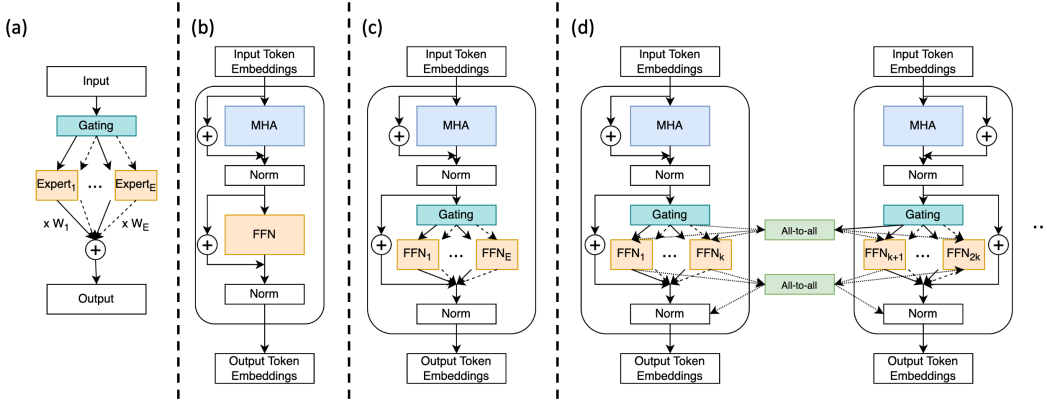 (a)
Input
Gating
Expert1
...
ExpertE
x W1
x WE
+
Output
(b)
Input Token
Embeddings
MHA
+
Norm
FFN
+
Norm
Output Token
Embeddings
(c)
Input Token
Embeddings
MHA
+
Norm
Gating
+
FFN1
...
FFNE
Norm
Output Token
Embeddings
(d)
Input Token
Embeddings
MHA
+
Norm
Gating
+
FFN1
...
FFNk
Norm
Output Token
Embeddings
All-to-all
All-to-all
Input Token
Embeddings
MHA
+
Norm
Gating
FFNk+1
...
FFN2k
+
Norm
Output Token
Embeddings
..